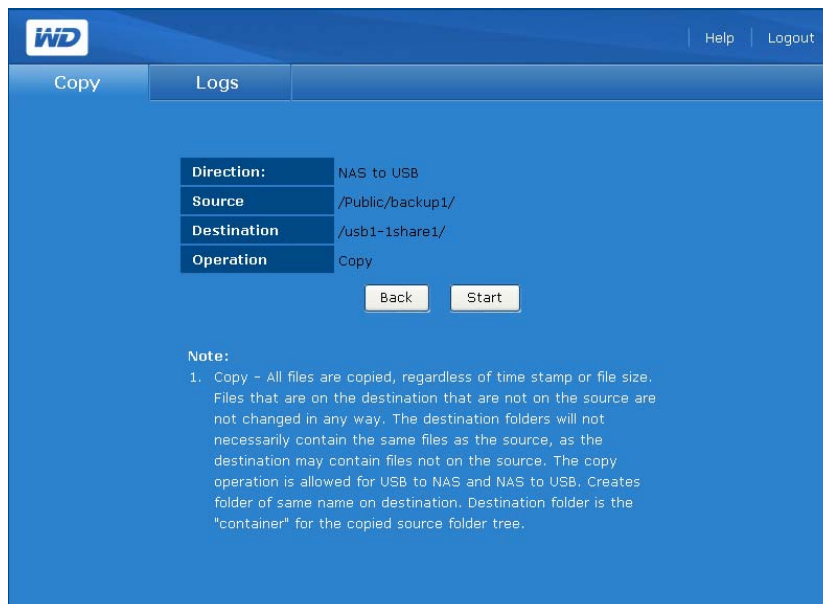 WD
Help
Logout
Copy
Logs
Direction: NAS to USB
Source /Public/backup1/
Destination /usb1-1share1/
Operation Copy
Back
Start
Note:
1. Copy - All files are copied, regardless of time stamp or file size.
Files that are on the destination that are not on the source are
not changed in any way. The destination folders will not
necessarily contain the same files as the source, as the
destination may contain files not on the source. The copy
operation is allowed for USB to NAS and NAS to USB. Creates
folder of same name on destination. Destination folder is the
"container" for the copied source folder tree.